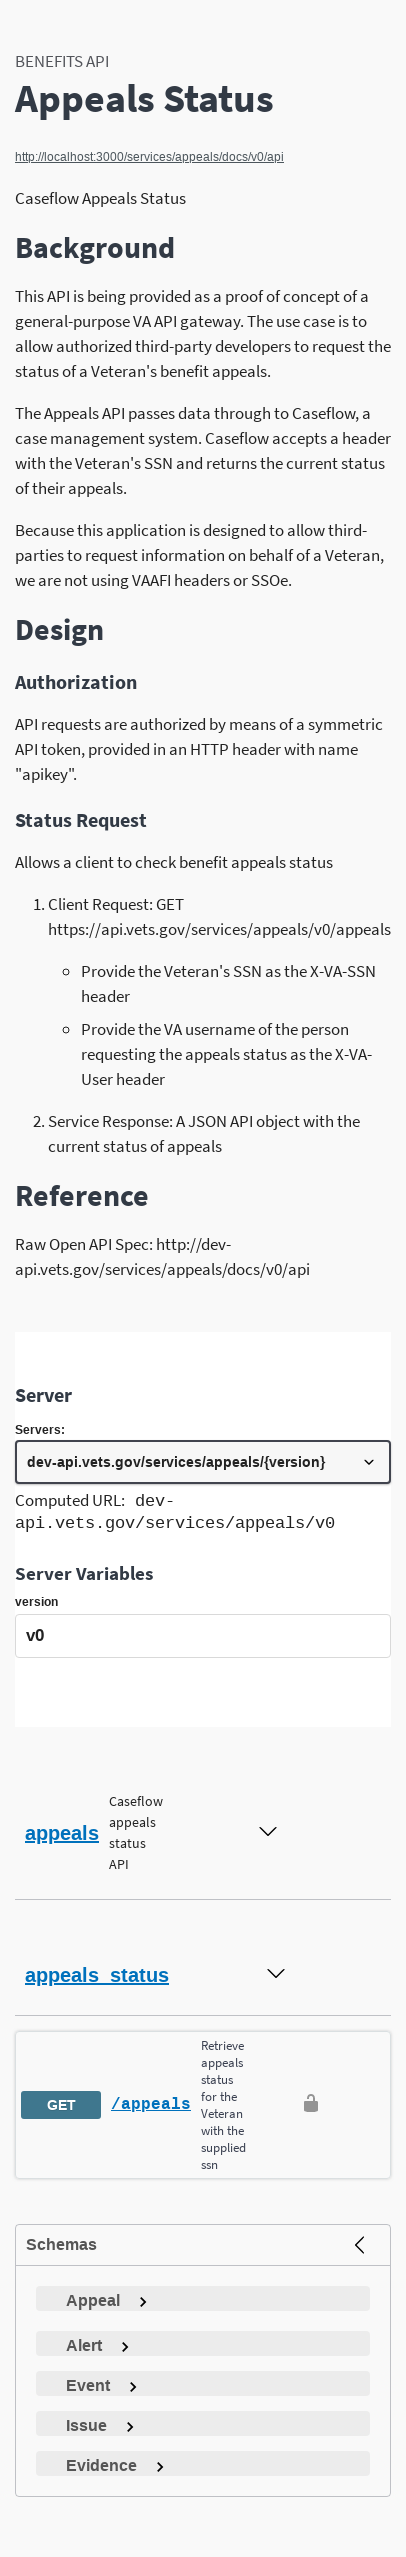 BENEFITS API
Appeals Status
http://localhost:3000/services/appeals/docs/v0/api
Caseflow Appeals Status
Background
This API is being provided as a proof of concept of a
general-purpose VA API gateway. The use case is to
allow authorized third-party developers to request the
status of a Veteran's benefit appeals.
The Appeals API passes data through to Caseflow, a
case management system. Caseflow accepts a header
with the Veteran's SSN and returns the current status
of their appeals.
Because this application is designed to allow third-
parties to request information on behalf of a Veteran,
we are not using VAAFI headers or SSOe.
Design
Authorization
API requests are authorized by means of a symmetric
API token, provided in an HTTP header with name
"apikey".
Status Request
Allows a client to check benefit appeals status
1. Client Request: GET
https://api.vets.gov/services/appeals/v0/appeals
○ Provide the Veteran's SSN as the X-VA-SSN
header
○ Provide the VA username of the person
requesting the appeals status as the X-VA-
User header
2. Service Response: A JSON API object with the
current status of appeals
Reference
Raw Open API Spec: http://dev-
api.vets.gov/services/appeals/docs/v0/api
Server
Servers:
dev-api.vets.gov/services/appeals/{version}
Computed URL: dev-
api.vets.gov/services/appeals/v0
Server Variables
version
v0
appeals
Caseflow
appeals
status
API
appeals_status
GET
/appeals
Retrieve
appeals
status
for the
Veteran
with the
supplied
ssn
Schemas
Appeal
Alert
Event
Issue
Evidence